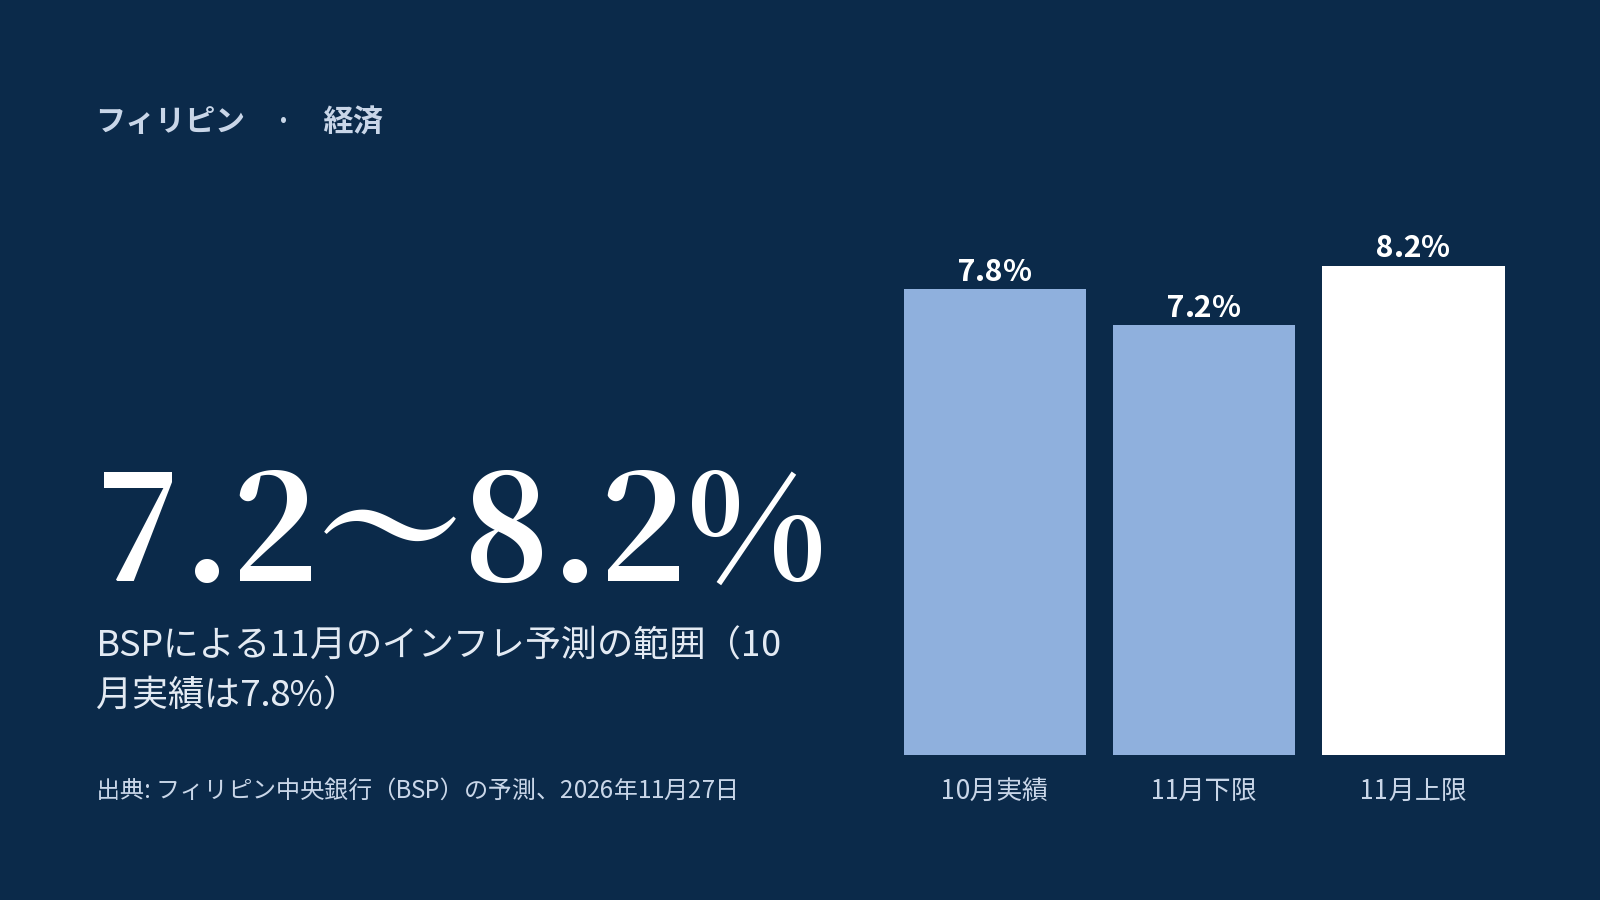 フィリピン · 経済
7.2〜8.2%
BSPによる11月のインフレ予測の範囲（10
月実績は7.8%）
出典: フィリピン中央銀行（BSP）の予測、2026年11月27日
7.8%
7.2%
8.2%
10月実績
11月下限
11月上限